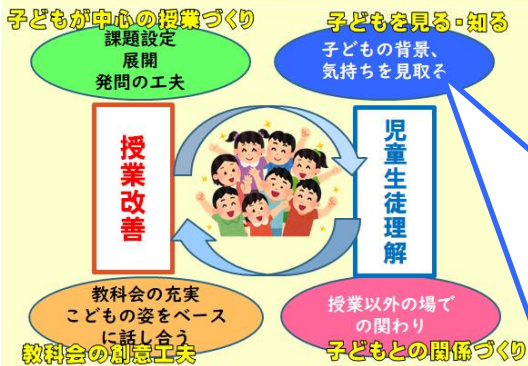 子どもが中心の授業づくり
課題設定
展開
発問の工夫
子どもを見る・知る
子どもの背景、
気持ちを見取る
授業改善
児童生徒理解
教科会の充実
こどもの姿をベース
に話し合う
教科会の創意工夫
授業以外の場で
の関わり
子どもとの関係づくり